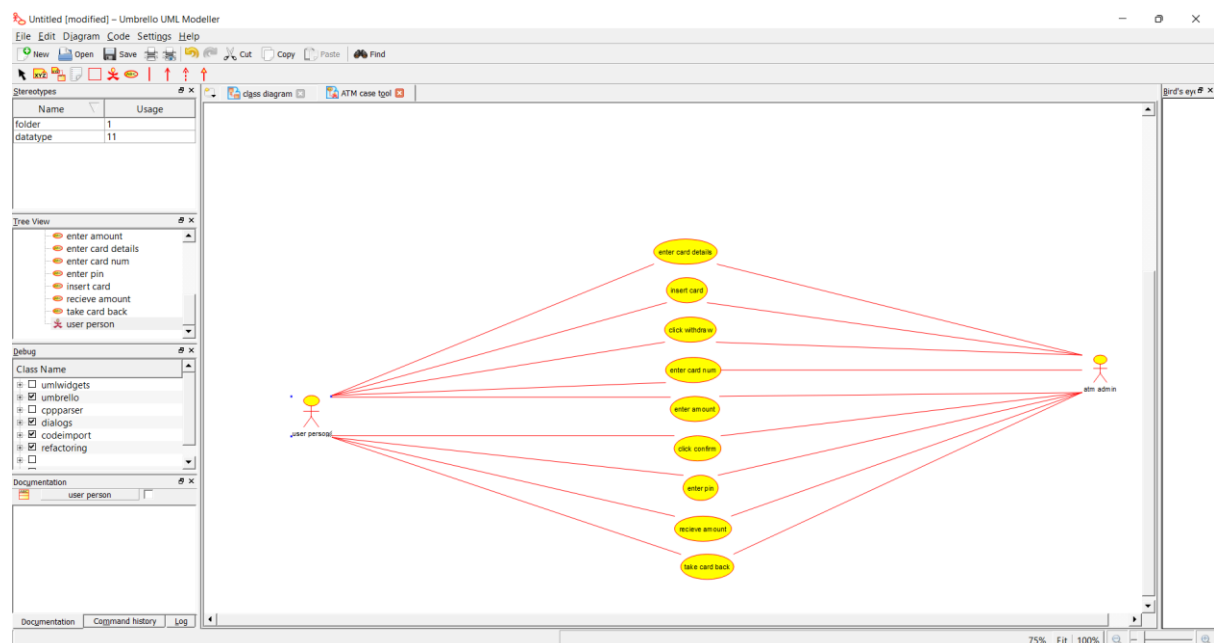 Untitled [modified] – Umbrello UML Modeller
File Edit Diagram Code Settings Help
New Open Save Cut Copy Paste Find
XYZ
Stereotypes
Name Usage
folder 1
datatype 11
Tree View
enter amount
enter card details
enter card num
enter pin
insert card
recieve amount
take card back
user person
Debug
Class Name
umlwidgets
umbrello
cppparser
dialogs
codeimport
refactoring
Documentation
user person
Documentation Command history Log
class diagram ATM case tool
enter card details
insert card
click withdraw
enter card num
enter amount
click confirm
enter pin
recieve amount
take card back
user person
atm admin
Bird's eye
75% Fit 100%